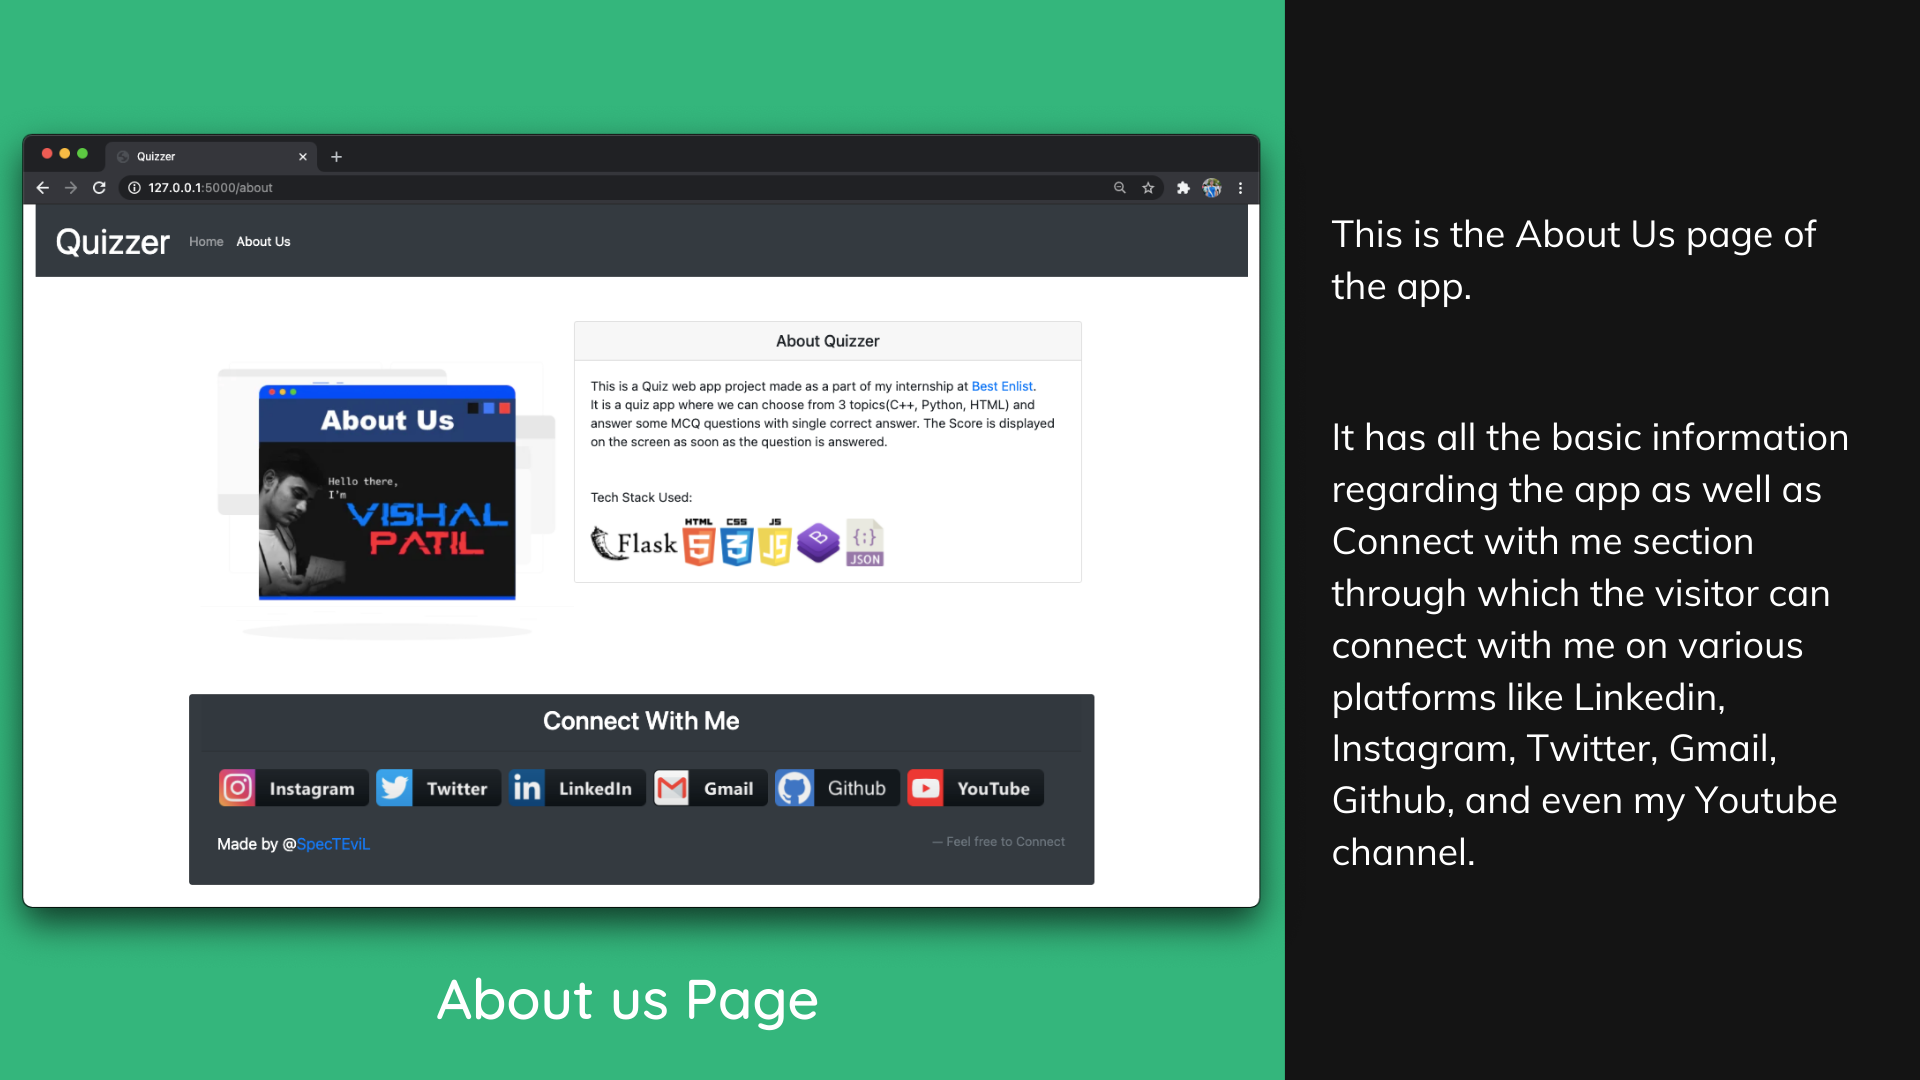 Quizzer
127.0.0.1:5000/about
Quizzer Home About Us
About Us
Hello there,
I'm
VISHAL
PATIL
About Quizzer
This is a Quiz web app project made as a part of my internship at Best Enlist.
It is a quiz app where we can choose from 3 topics(C++, Python, HTML) and
answer some MCQ questions with single correct answer. The Score is displayed
on the screen as soon as the question is answered.
Tech Stack Used:
Flask HTML 5 CSS 3 JS JS B {;} JSON
Connect With Me
Instagram Twitter in LinkedIn Gmail Github YouTube
Made by @SpecTEviL
— Feel free to Connect
About us Page
This is the About Us page of
the app.
It has all the basic information
regarding the app as well as
Connect with me section
through which the visitor can
connect with me on various
platforms like Linkedin,
Instagram, Twitter, Gmail,
Github, and even my Youtube
channel.